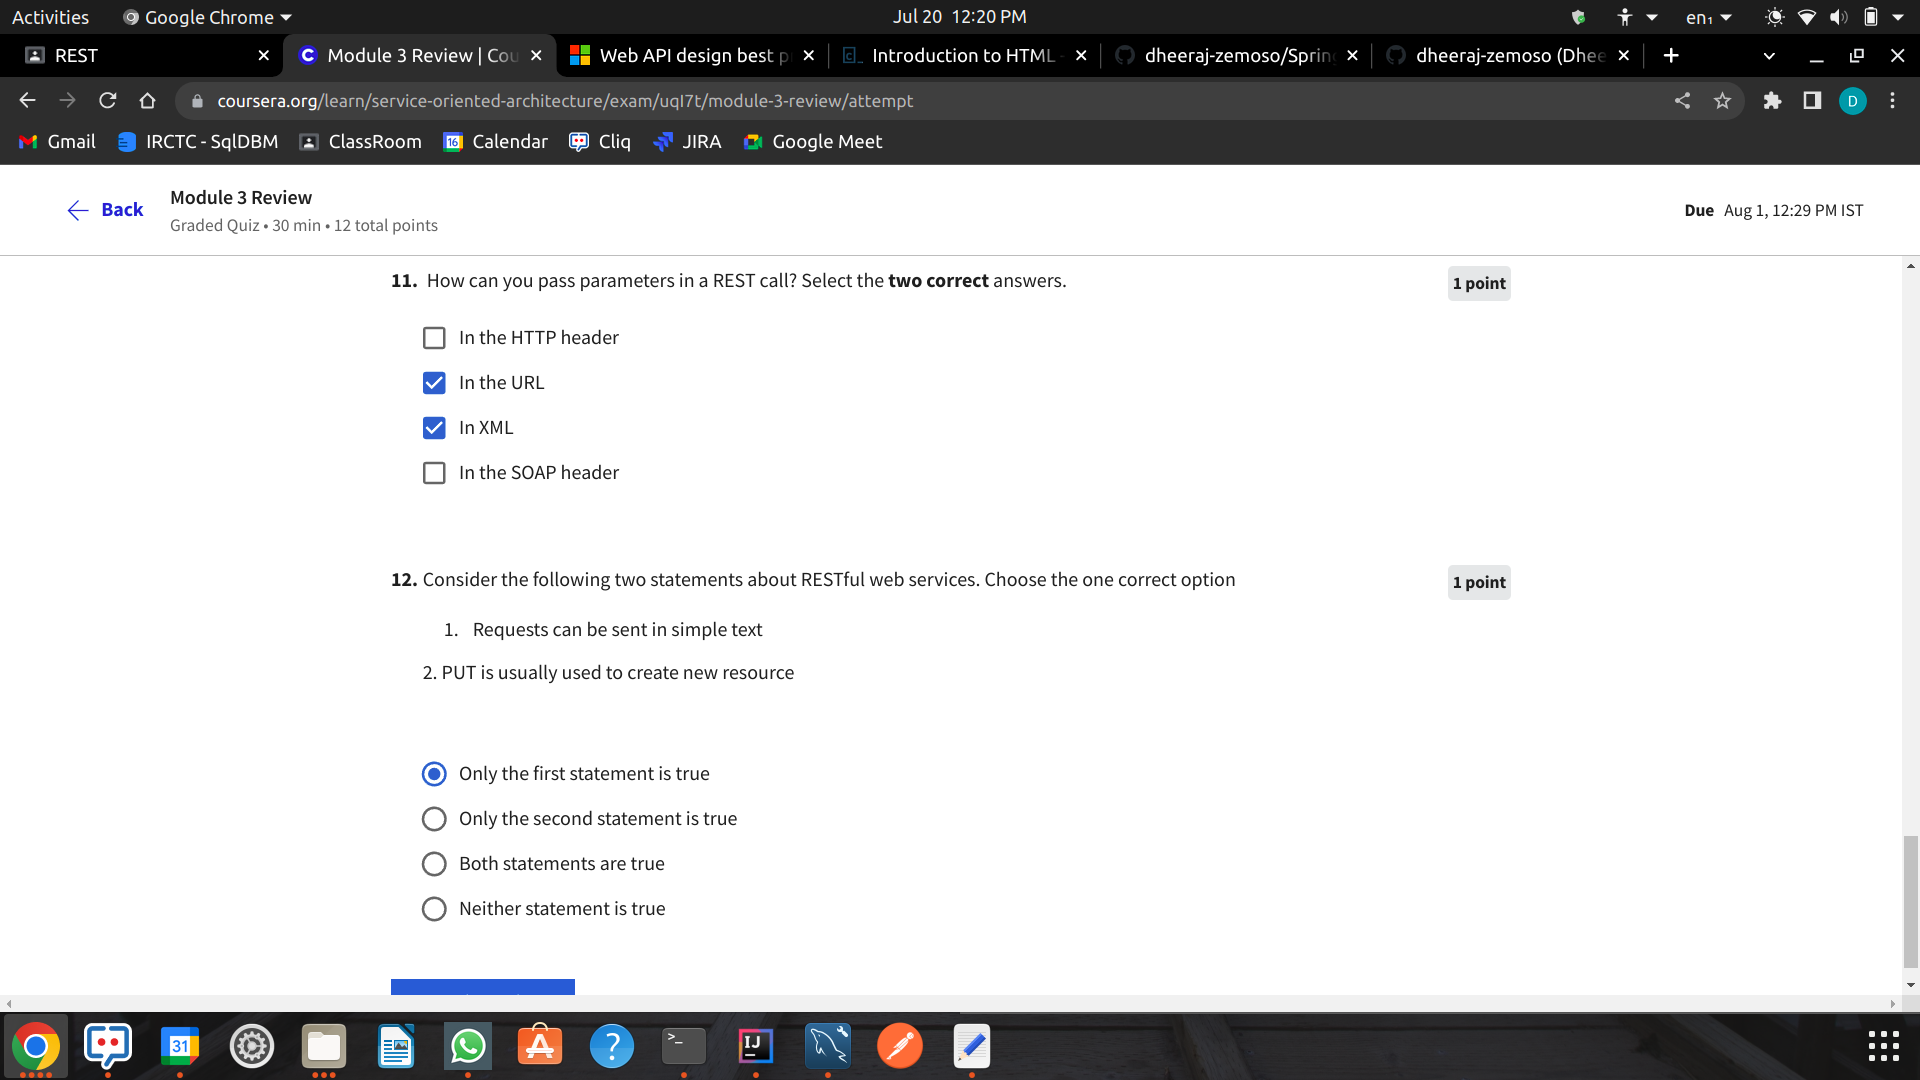 Activities Google Chrome Jul 20 12:20 PM en₁
REST Module 3 Review | Cou Web API design best p Introduction to HTML dheeraj-zemoso/Spring dheeraj-zemoso (Dhee
coursera.org/learn/service-oriented-architecture/exam/uqI7t/module-3-review/attempt D
Gmail IRCTC - SqlDBM ClassRoom 16 Calendar Cliq JIRA Google Meet
Back
Module 3 Review
Graded Quiz • 30 min • 12 total points
Due Aug 1, 12:29 PM IST
11. How can you pass parameters in a REST call? Select the two correct answers.
1 point
In the HTTP header
In the URL
In XML
In the SOAP header
12. Consider the following two statements about RESTful web services. Choose the one correct option
1 point
1. Requests can be sent in simple text
2. PUT is usually used to create new resource
Only the first statement is true
Only the second statement is true
Both statements are true
Neither statement is true
31 A ? >_ IJ